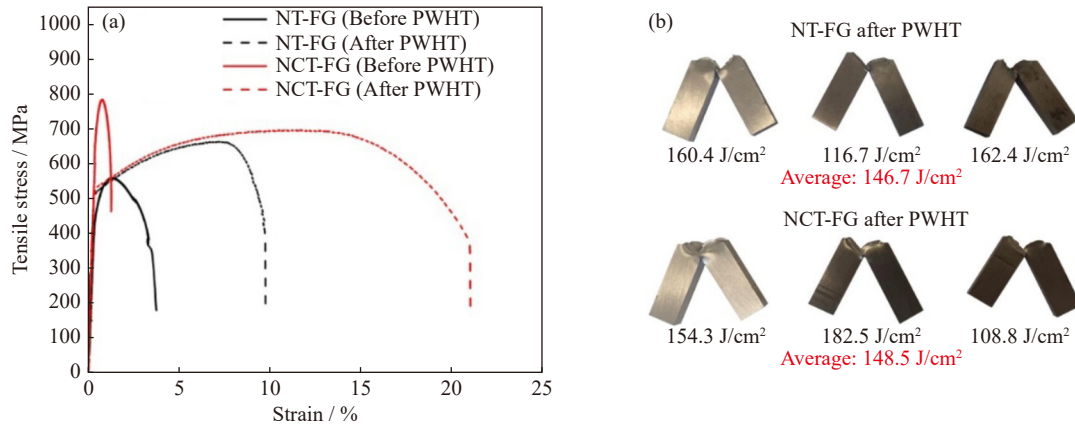 (a)
NT-FG (Before PWHT)
NT-FG (After PWHT)
NCT-FG (Before PWHT)
NCT-FG (After PWHT)
Tensile stress / MPa
1000
900
800
700
600
500
400
300
200
100
0
0 5 10 15 20 25
Strain / %
(b)
NT-FG after PWHT
160.4 J/cm² 116.7 J/cm² 162.4 J/cm²
Average: 146.7 J/cm²
NCT-FG after PWHT
154.3 J/cm² 182.5 J/cm² 108.8 J/cm²
Average: 148.5 J/cm²